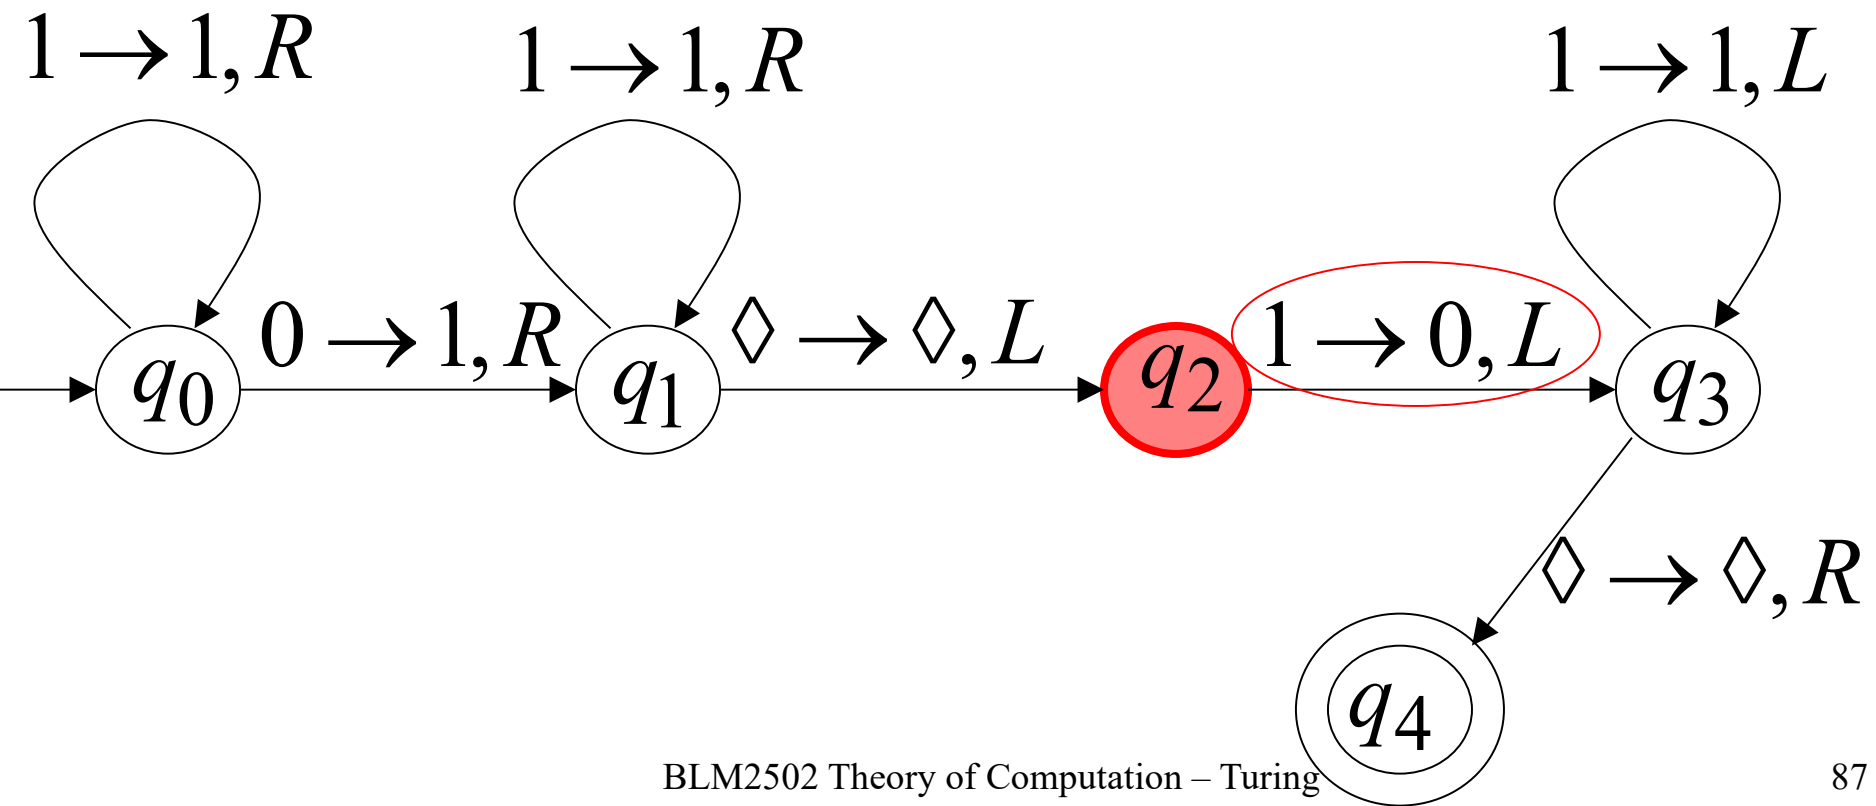 1 → 1, R
1 → 1, R
1 → 1, L
0 → 1, R
◊ → ◊, L
1 → 0, L
q0
q1
q2
q3
◊ → ◊, R
q4
BLM2502 Theory of Computation – Turing
87